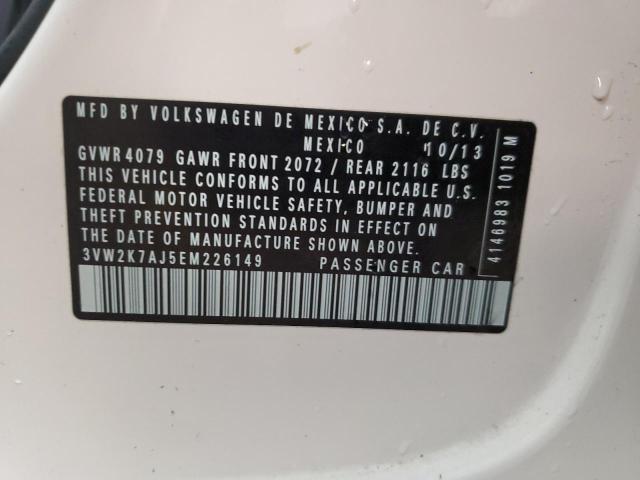 MFD BY VOLKSWAGEN DE MEXICO S.A. DE C.V.
MEXICO 10/13
GVWR 4079 GAWR FRONT 2072 / REAR 2116 LBS
THIS VEHICLE CONFORMS TO ALL APPLICABLE U.S.
FEDERAL MOTOR VEHICLE SAFETY, BUMPER AND
THEFT PREVENTION STANDARDS IN EFFECT ON
THE DATE OF MANUFACTURE SHOWN ABOVE.
3VW2K7AJ5EM226149 PASSENGER CAR
4146983 1019 M